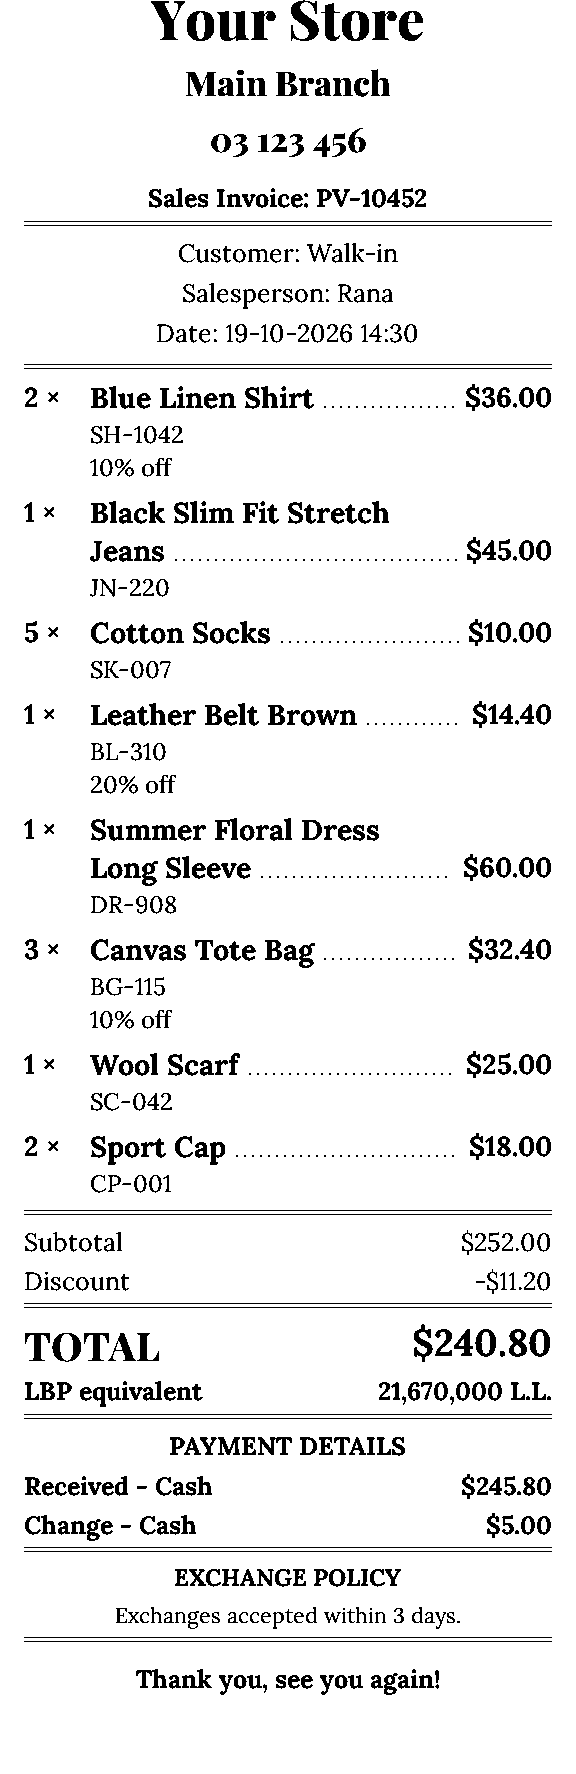 Your Store
Main Branch
03 123 456
Sales Invoice: PV-10452
Customer: Walk-in
Salesperson: Rana
Date: 19-10-2026 14:30
2 × Blue Linen Shirt ................. $36.00
SH-1042
10% off
1 × Black Slim Fit Stretch
Jeans .................................... $45.00
JN-220
5 × Cotton Socks ....................... $10.00
SK-007
1 × Leather Belt Brown ............ $14.40
BL-310
20% off
1 × Summer Floral Dress
Long Sleeve ........................ $60.00
DR-908
3 × Canvas Tote Bag ................. $32.40
BG-115
10% off
1 × Wool Scarf .......................... $25.00
SC-042
2 × Sport Cap ............................ $18.00
CP-001
Subtotal $252.00
Discount -$11.20
TOTAL $240.80
LBP equivalent 21,670,000 L.L.
PAYMENT DETAILS
Received - Cash $245.80
Change - Cash $5.00
EXCHANGE POLICY
Exchanges accepted within 3 days.
Thank you, see you again!